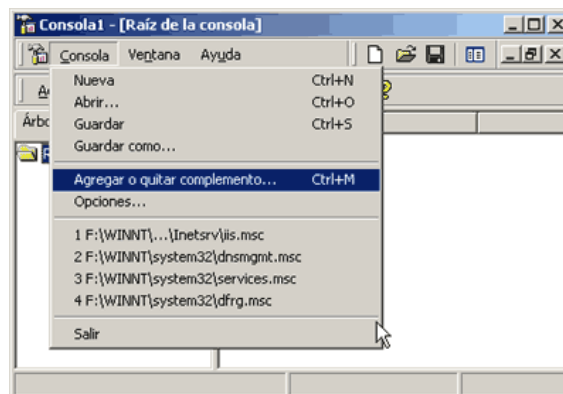 Consola1 - [Raíz de la consola]
Consola Ventana Ayuda
Nueva Ctrl+N
Abrir... Ctrl+O
Guardar Ctrl+S
Guardar como...
Agregar o quitar complemento... Ctrl+M
Opciones...
1 F:\WINNT\...\Inetsrv\iis.msc
2 F:\WINNT\system32\dnsmgmt.msc
3 F:\WINNT\system32\services.msc
4 F:\WINNT\system32\dfrg.msc
Salir